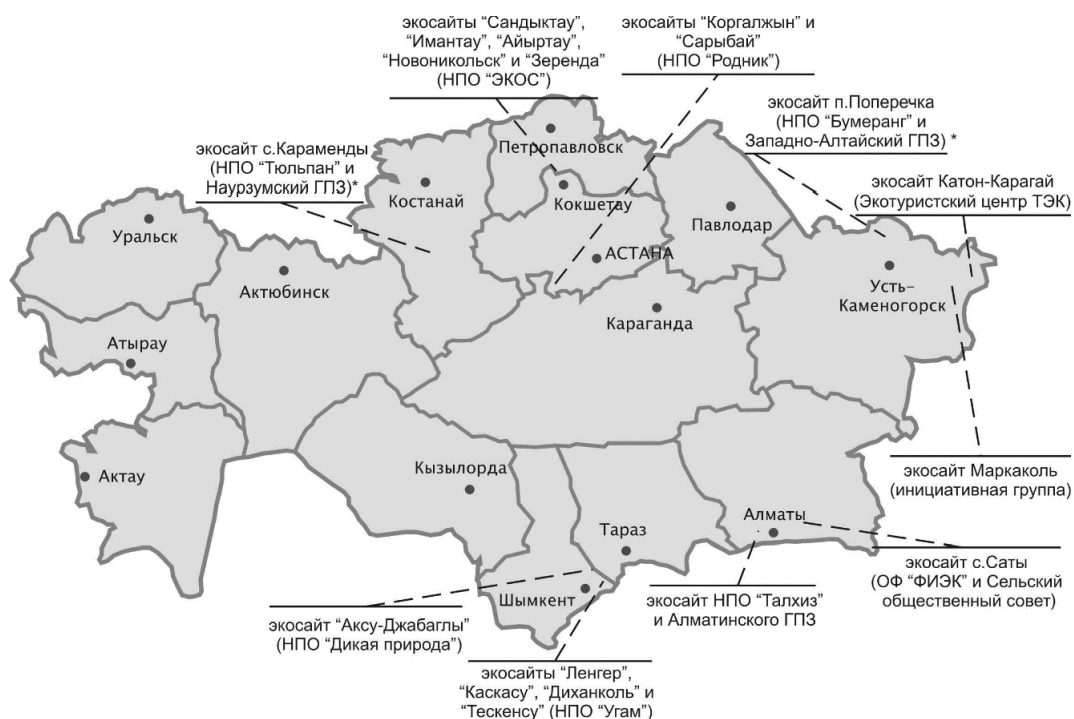 экосайты “Сандыктау”,
“Имантау”, “Айыртау”,
“Новоникольск” и “Зеренда”
(НПО “ЭКОС”)
экосайты “Коргалжын” и
“Сарыбай”
(НПО “Родник”)
экосайт п.Поперечка
(НПО “Бумеранг” и
Западно-Алтайский ГПЗ) *
экосайт с.Караменды
(НПО “Тюльпан” и
Наурзумский ГПЗ)*
экосайт Катон-Карагай
(Экотуристский центр ТЭК)
Петропавловск
Костанай
Кокшетау
Павлодар
Уральск
АСТАНА
Актюбинск
Усть-
Каменогорск
Караганда
Атырау
экосайт Маркаколь
(инициативная группа)
Актау
Кызылорда
Тараз
Алматы
экосайт с.Саты
(ОФ “ФИЭК” и Сельский
общественный совет)
Шымкент
экосайт НПО “Талхиз”
и Алматинского ГПЗ
экосайт “Аксу-Джабаглы”
(НПО “Дикая природа”)
экосайты “Ленгер”,
“Каскасу”, “Диханколь” и
“Тескенсу” (НПО “Угам”)